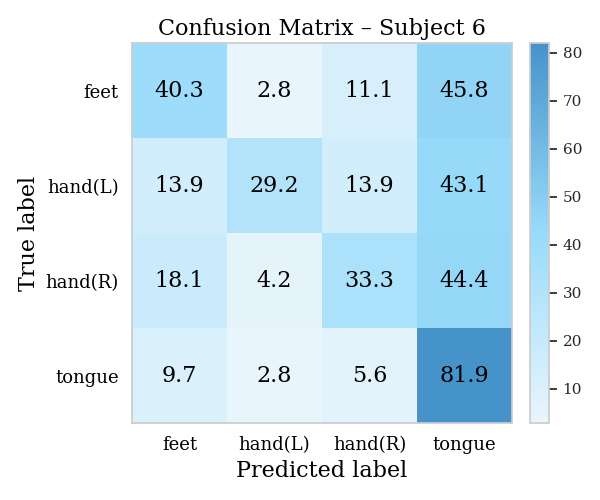 Confusion Matrix – Subject 6
True label
feet 40.3 2.8 11.1 45.8
hand(L) 13.9 29.2 13.9 43.1
hand(R) 18.1 4.2 33.3 44.4
tongue 9.7 2.8 5.6 81.9
feet hand(L) hand(R) tongue
Predicted label
80
70
60
50
40
30
20
10